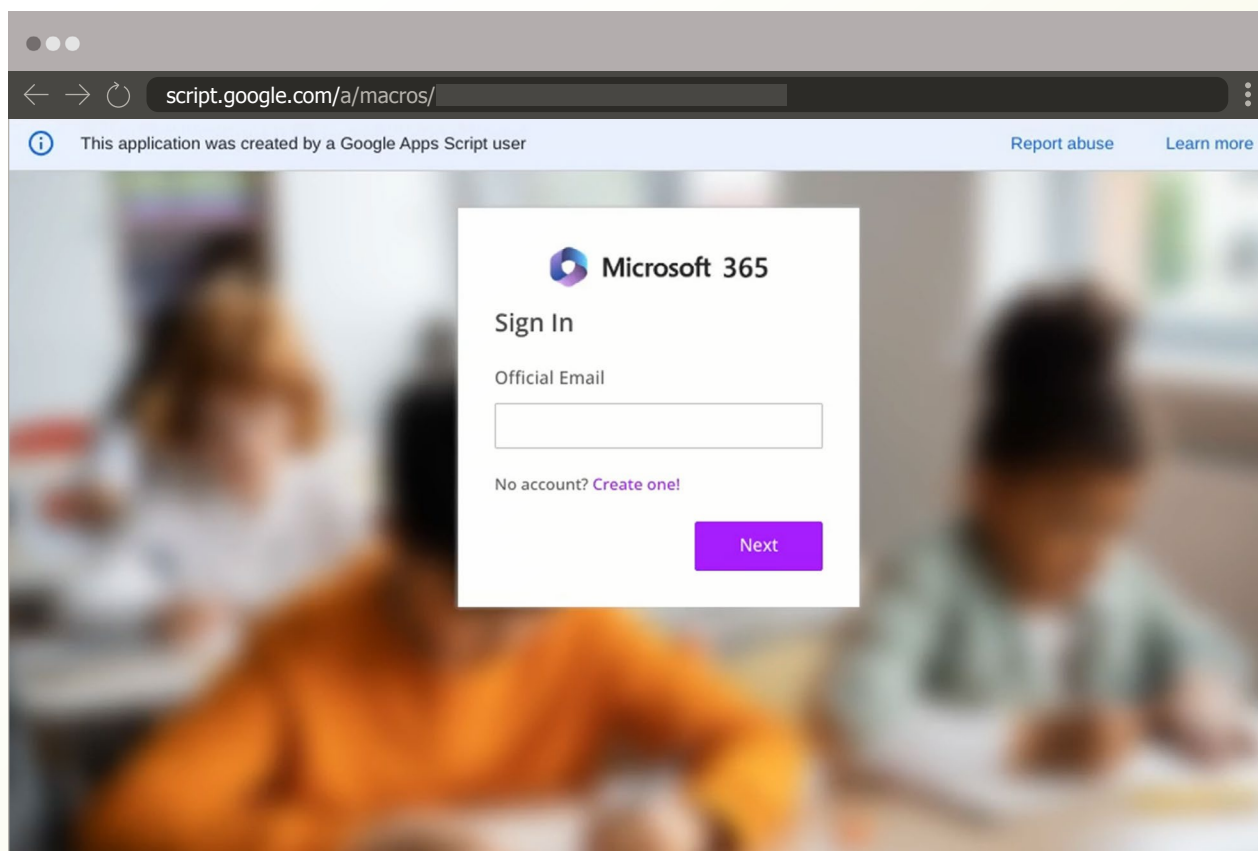 script.google.com/a/macros/
This application was created by a Google Apps Script user Report abuse Learn more
Microsoft 365
Sign In
Official Email
No account? Create one!
Next